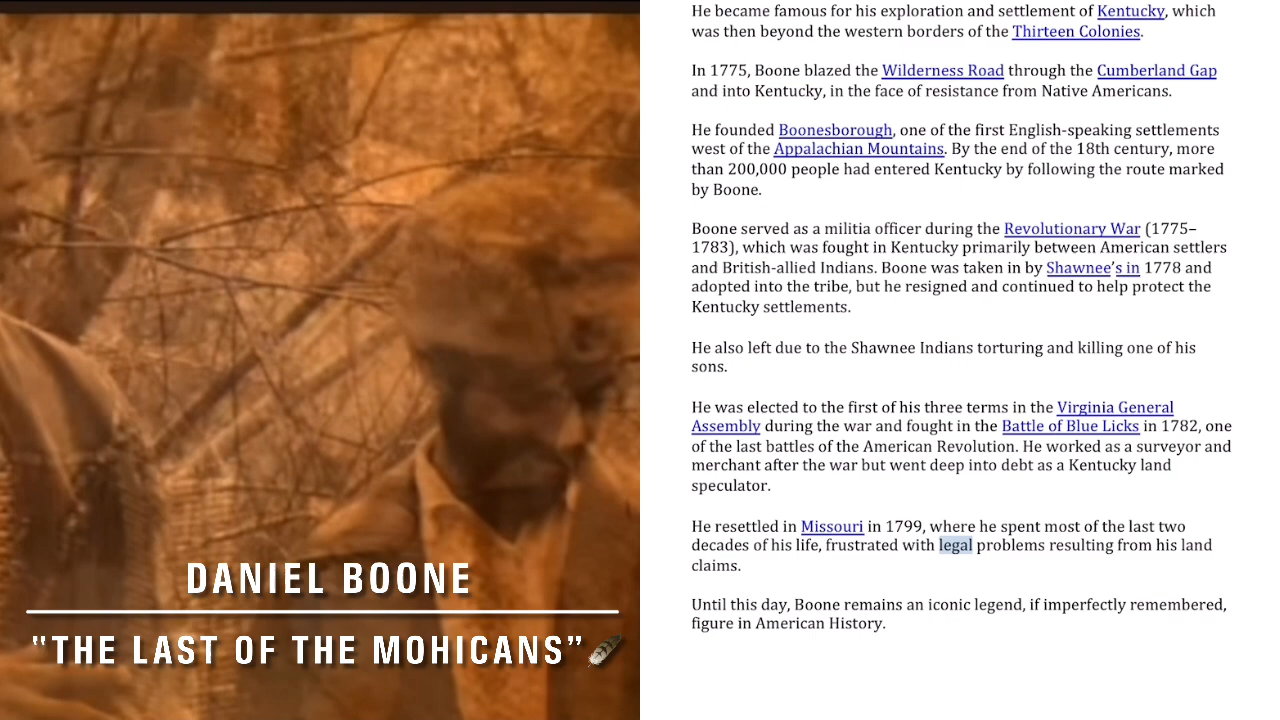 DANIEL BOONE
"THE LAST OF THE MOHICANS"
He became famous for his exploration and settlement of Kentucky, which
was then beyond the western borders of the Thirteen Colonies.
In 1775, Boone blazed the Wilderness Road through the Cumberland Gap
and into Kentucky, in the face of resistance from Native Americans.
He founded Boonesborough, one of the first English-speaking settlements
west of the Appalachian Mountains. By the end of the 18th century, more
than 200,000 people had entered Kentucky by following the route marked
by Boone.
Boone served as a militia officer during the Revolutionary War (1775–
1783), which was fought in Kentucky primarily between American settlers
and British-allied Indians. Boone was taken in by Shawnee's in 1778 and
adopted into the tribe, but he resigned and continued to help protect the
Kentucky settlements.
He also left due to the Shawnee Indians torturing and killing one of his
sons.
He was elected to the first of his three terms in the Virginia General
Assembly during the war and fought in the Battle of Blue Licks in 1782, one
of the last battles of the American Revolution. He worked as a surveyor and
merchant after the war but went deep into debt as a Kentucky land
speculator.
He resettled in Missouri in 1799, where he spent most of the last two
decades of his life, frustrated with legal problems resulting from his land
claims.
Until this day, Boone remains an iconic legend, if imperfectly remembered,
figure in American History.